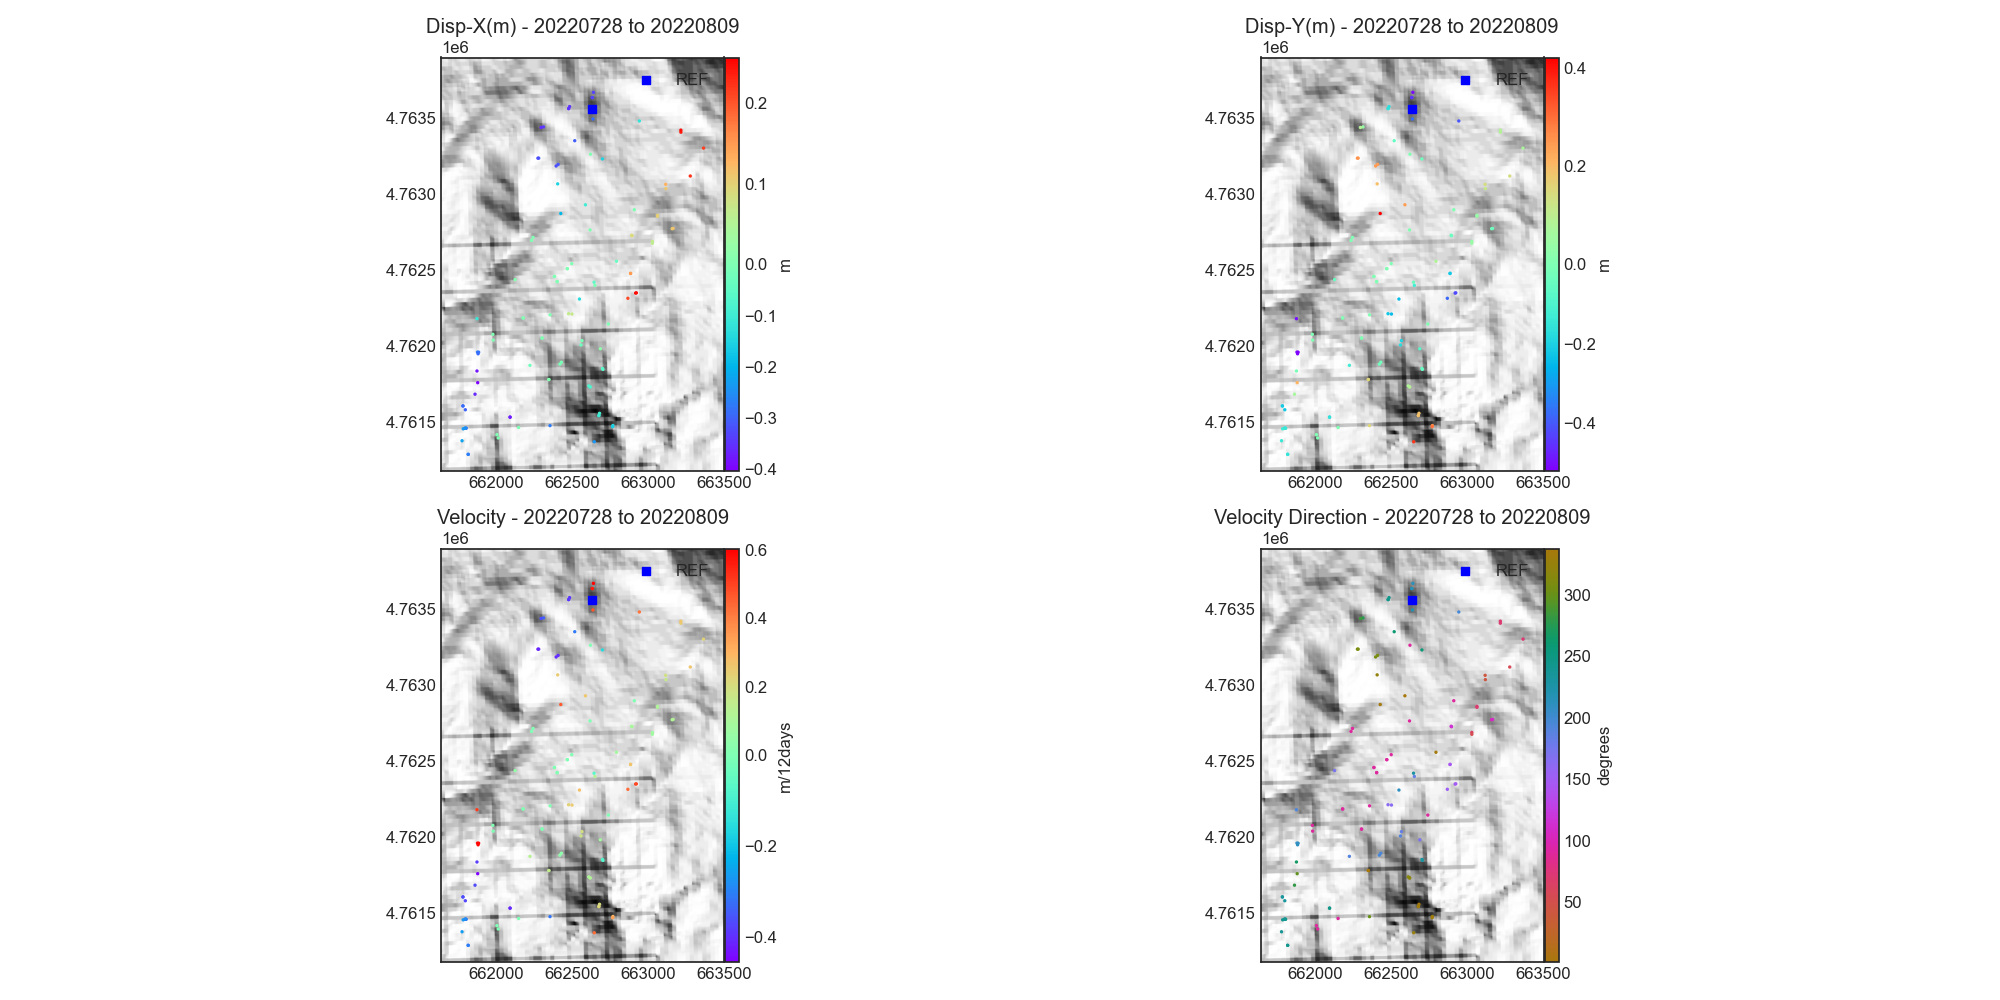 Disp-X(m) - 20220728 to 20220809
1e6
REF
4.7635
4.7630
4.7625
4.7620
4.7615
662000 662500 663000 663500
0.2
0.1
0.0
−0.1
−0.2
−0.3
−0.4
m
Disp-Y(m) - 20220728 to 20220809
1e6
REF
4.7635
4.7630
4.7625
4.7620
4.7615
662000 662500 663000 663500
0.4
0.2
0.0
−0.2
−0.4
m
Velocity - 20220728 to 20220809
1e6
REF
4.7635
4.7630
4.7625
4.7620
4.7615
662000 662500 663000 663500
0.6
0.4
0.2
0.0
−0.2
−0.4
m/12days
Velocity Direction - 20220728 to 20220809
1e6
REF
4.7635
4.7630
4.7625
4.7620
4.7615
662000 662500 663000 663500
300
250
200
150
100
50
degrees